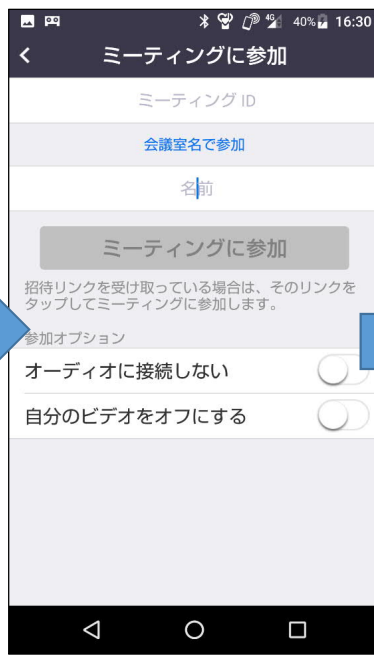 40% 16:30
ミーティングに参加
ミーティング ID
会議室名で参加
名前
ミーティングに参加
招待リンクを受け取っている場合は、そのリンクを
タップしてミーティングに参加します。
参加オプション
オーディオに接続しない
自分のビデオをオフにする